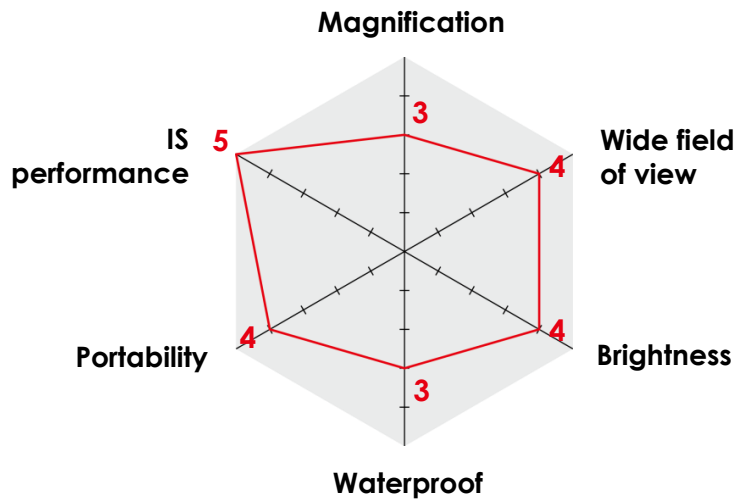 Magnification
3
IS
performance
5
Wide field
of view
4
Portability
4
Brightness
4
3
Waterproof